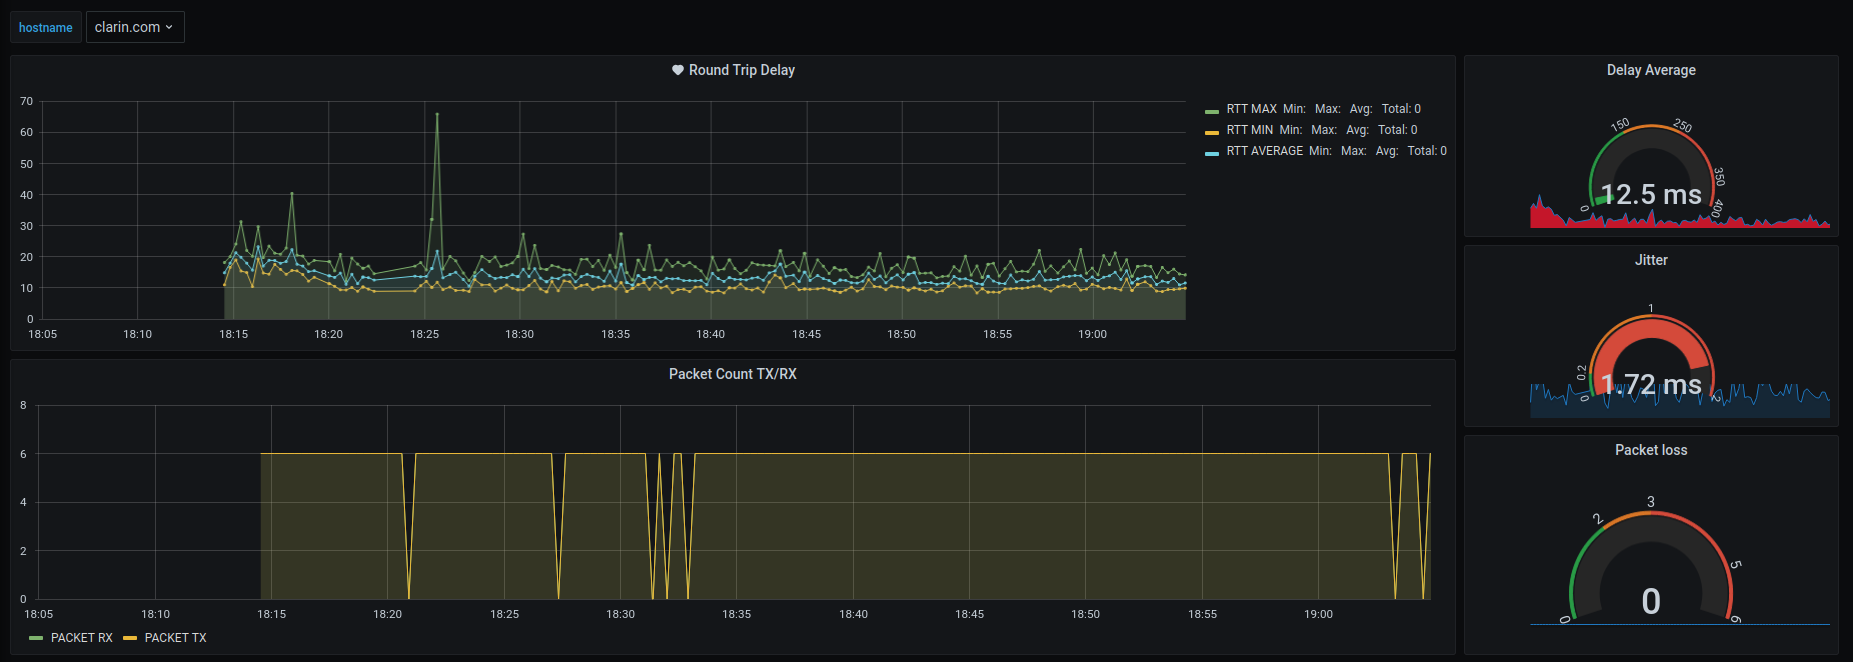 hostname clarin.com
Round Trip Delay
70
60
50
40
30
20
10
0
18:05 18:10 18:15 18:20 18:25 18:30 18:35 18:40 18:45 18:50 18:55 19:00
RTT MAX Min: Max: Avg: Total: 0
RTT MIN Min: Max: Avg: Total: 0
RTT AVERAGE Min: Max: Avg: Total: 0
Packet Count TX/RX
8
6
4
2
0
18:05 18:10 18:15 18:20 18:25 18:30 18:35 18:40 18:45 18:50 18:55 19:00
PACKET RX PACKET TX
Delay Average
0 150 250 350 400
12.5 ms
Jitter
0 0.2 1 2
1.72 ms
Packet loss
0 2 3 5 6
0